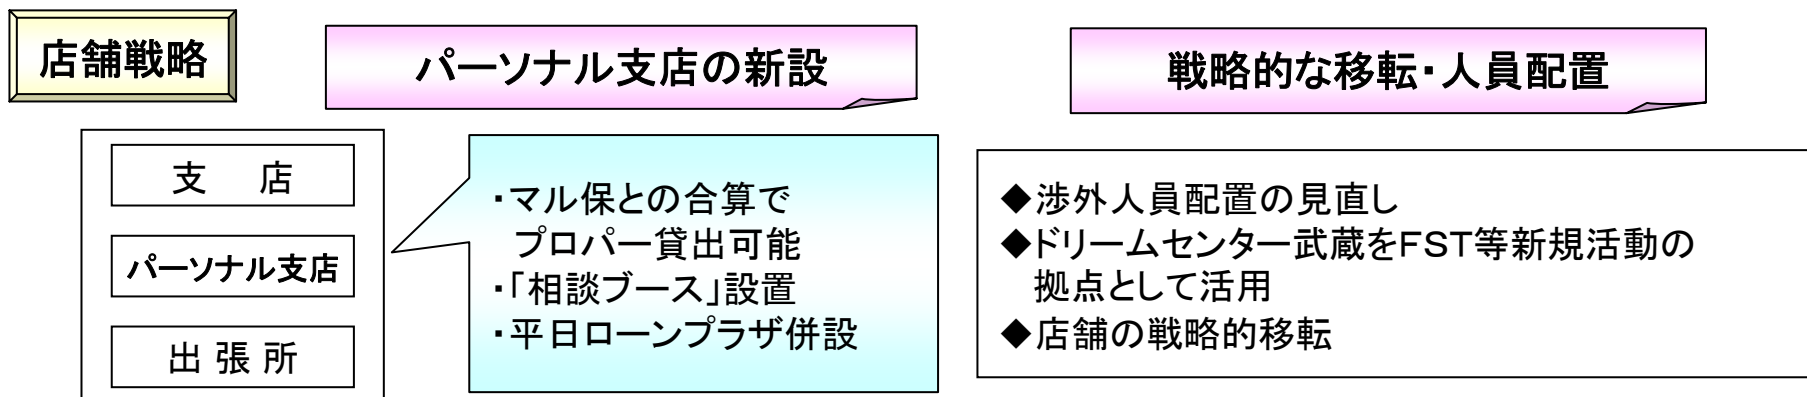 店舗戦略
パーソナル支店の新設
戦略的な移転・人員配置
支　店
パーソナル支店
出 張 所
・マル保との合算で
プロパー貸出可能
・「相談ブース」設置
・平日ローンプラザ併設
◆渉外人員配置の見直し
◆ドリームセンター武蔵をFST等新規活動の
拠点として活用
◆店舗の戦略的移転